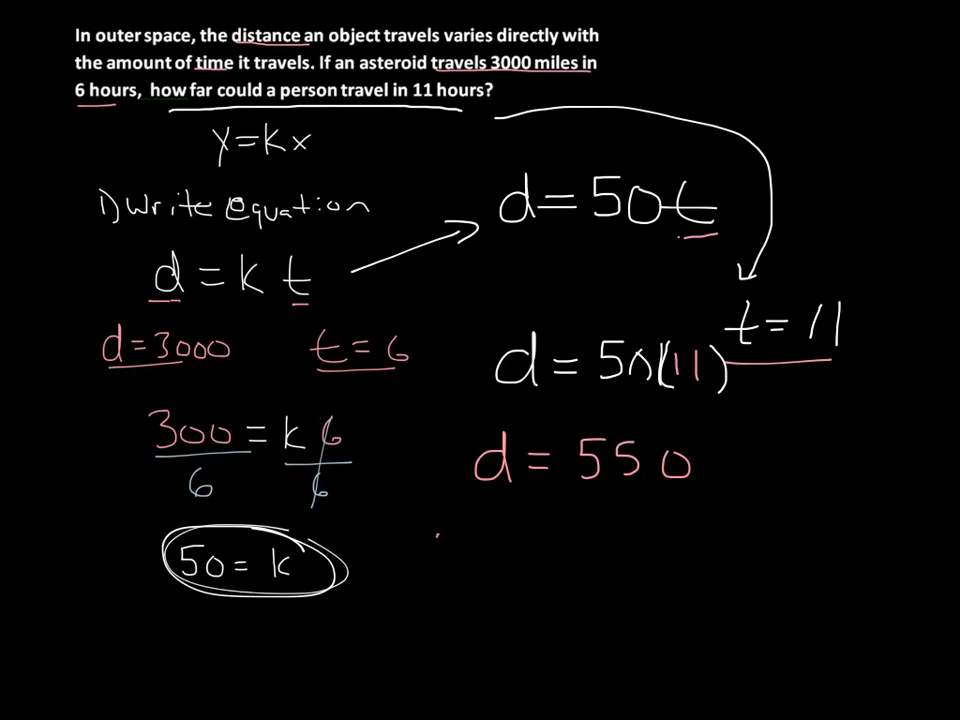 In outer space, the distance an object travels varies directly with
the amount of time it travels. If an asteroid travels 3000 miles in
6 hours, how far could a person travel in 11 hours?
y=kx
1) Write equation
d = k t
d=3000 t = 6
300 = k 6
6 6
50 = k
d = 50t
t = 11
d = 50(11)
d = 550